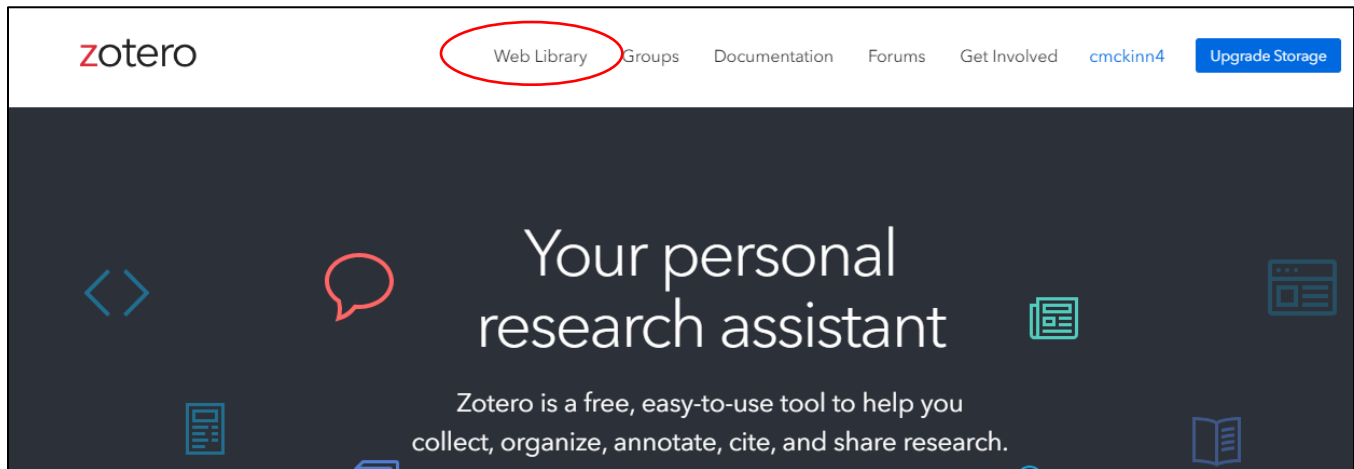 zotero
Web Library Groups Documentation Forums Get Involved cmckinn4 Upgrade Storage
Your personal
research assistant
Zotero is a free, easy-to-use tool to help you
collect, organize, annotate, cite, and share research.